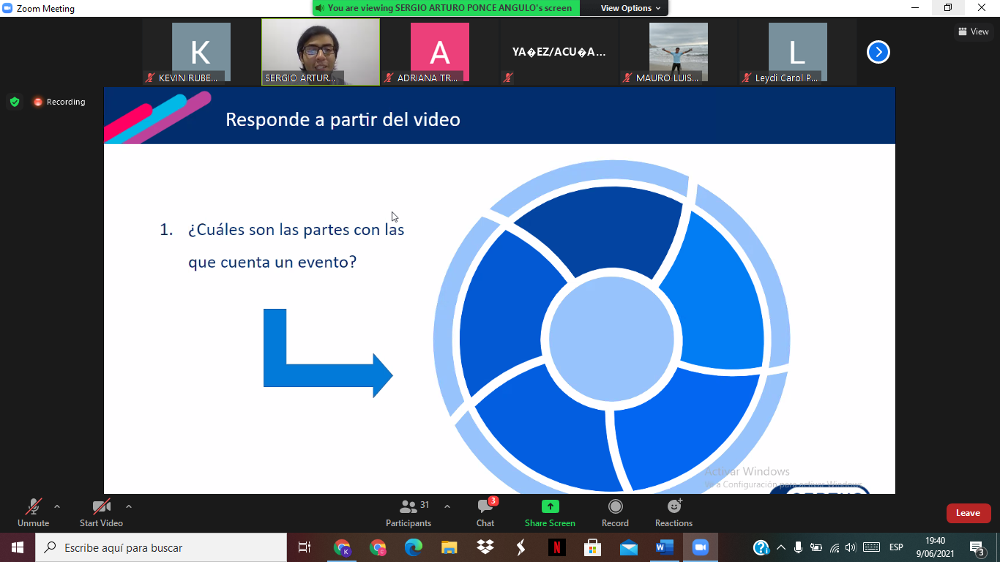 Zoom Meeting
You are viewing SERGIO ARTURO PONCE ANGULO's screen
View Options
K
KEVIN RUBE...
SERGIO ARTUR...
A
ADRIANA TR...
YA�EZ/ACU�A...
MAURO LUIS...
L
Leydi Carol P...
View
Recording
Responde a partir del video
1. ¿Cuáles son las partes con las
que cuenta un evento?
Activar Windows
Ve a Configuración para activar Windows.
Unmute
Start Video
31
Participants
3
Chat
Share Screen
Record
Reactions
Leave
Escribe aquí para buscar
ESP
19:40
9/06/2021
3